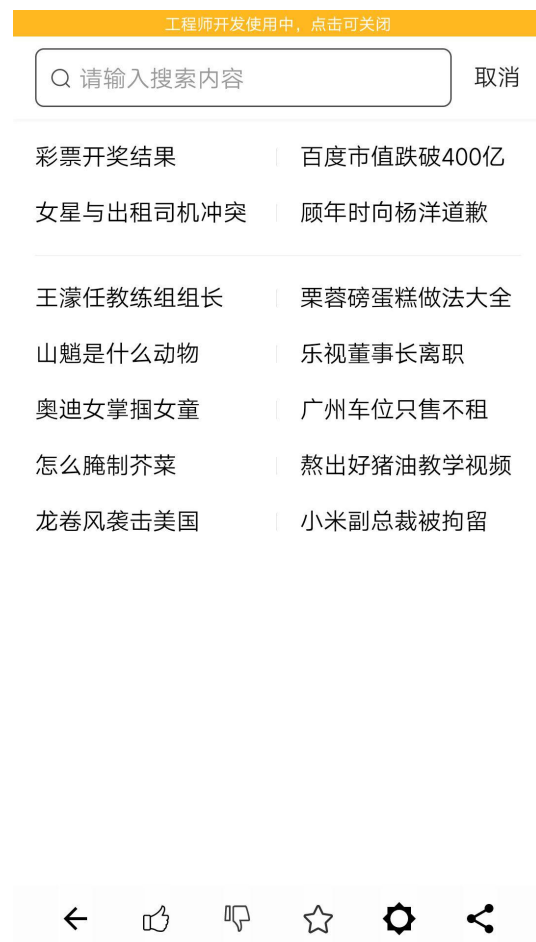 工程师开发使用中，点击可关闭
请输入搜索内容 取消
彩票开奖结果 百度市值跌破400亿
女星与出租司机冲突 顾年时向杨洋道歉
王濛任教练组组长 栗蓉磅蛋糕做法大全
山魈是什么动物 乐视董事长离职
奥迪女掌掴女童 广州车位只售不租
怎么腌制芥菜 熬出好猪油教学视频
龙卷风袭击美国 小米副总裁被拘留